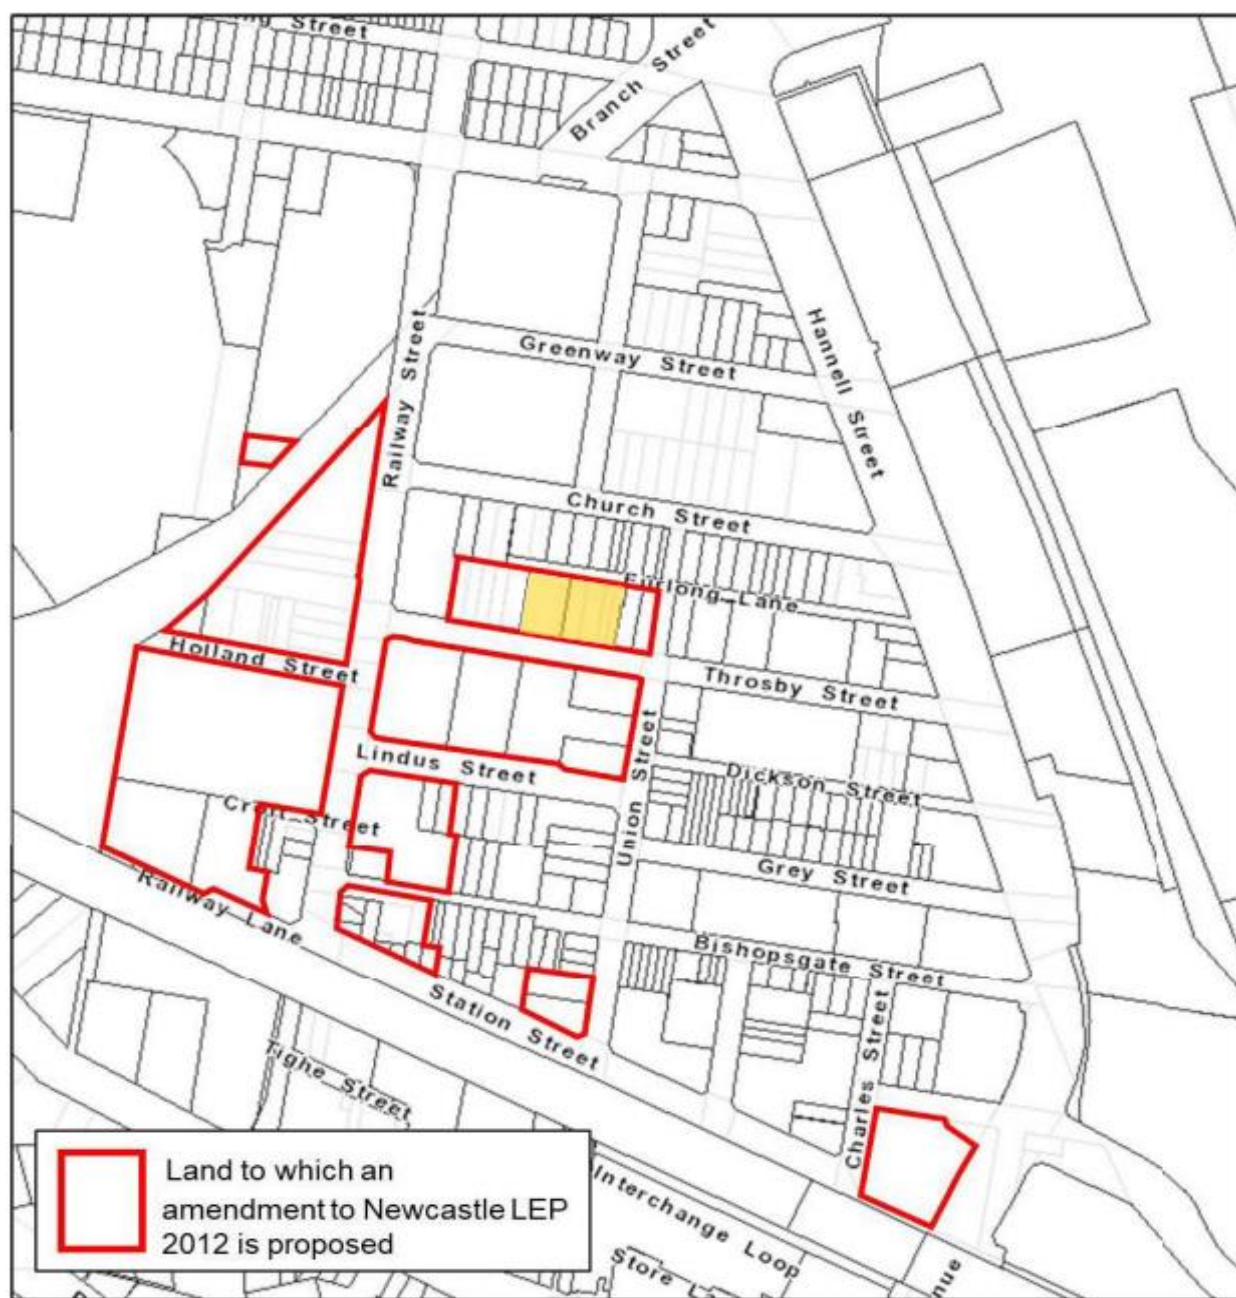 Street
Branch Street
Hannell Street
Greenway Street
Railway Street
Church Street
Furlong Lane
Holland Street
Throsby Street
Lindus Street
Union Street
Dickson Street
Croft Street
Grey Street
Railway Lane
Bishopsgate Street
Station Street
Charles Street
Tighe Street
Interchange Loop
Store
Land to which an
amendment to Newcastle LEP
2012 is proposed